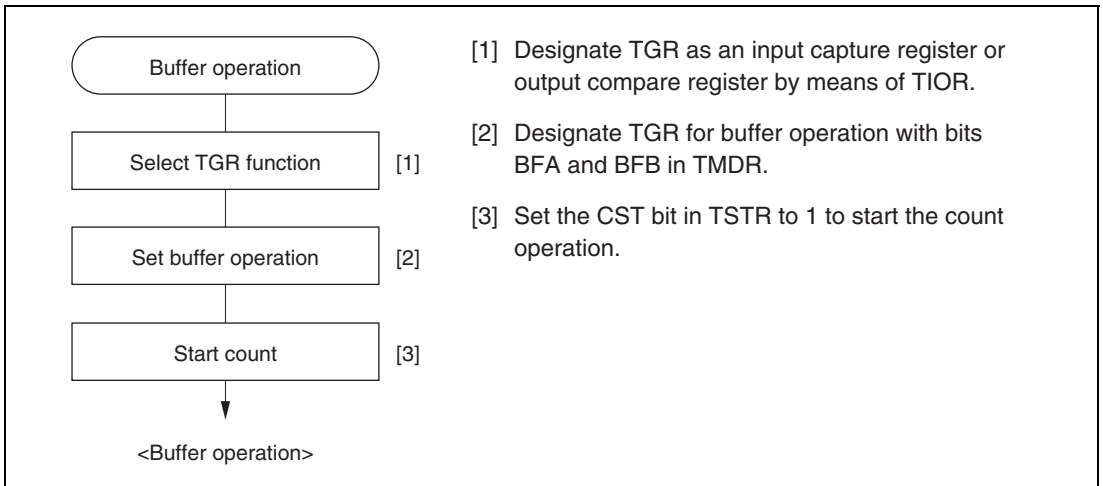 Buffer operation
Select TGR function
[1]
Set buffer operation
[2]
Start count
[3]
<Buffer operation>
[1] Designate TGR as an input capture register or
output compare register by means of TIOR.
[2] Designate TGR for buffer operation with bits
BFA and BFB in TMDR.
[3] Set the CST bit in TSTR to 1 to start the count
operation.